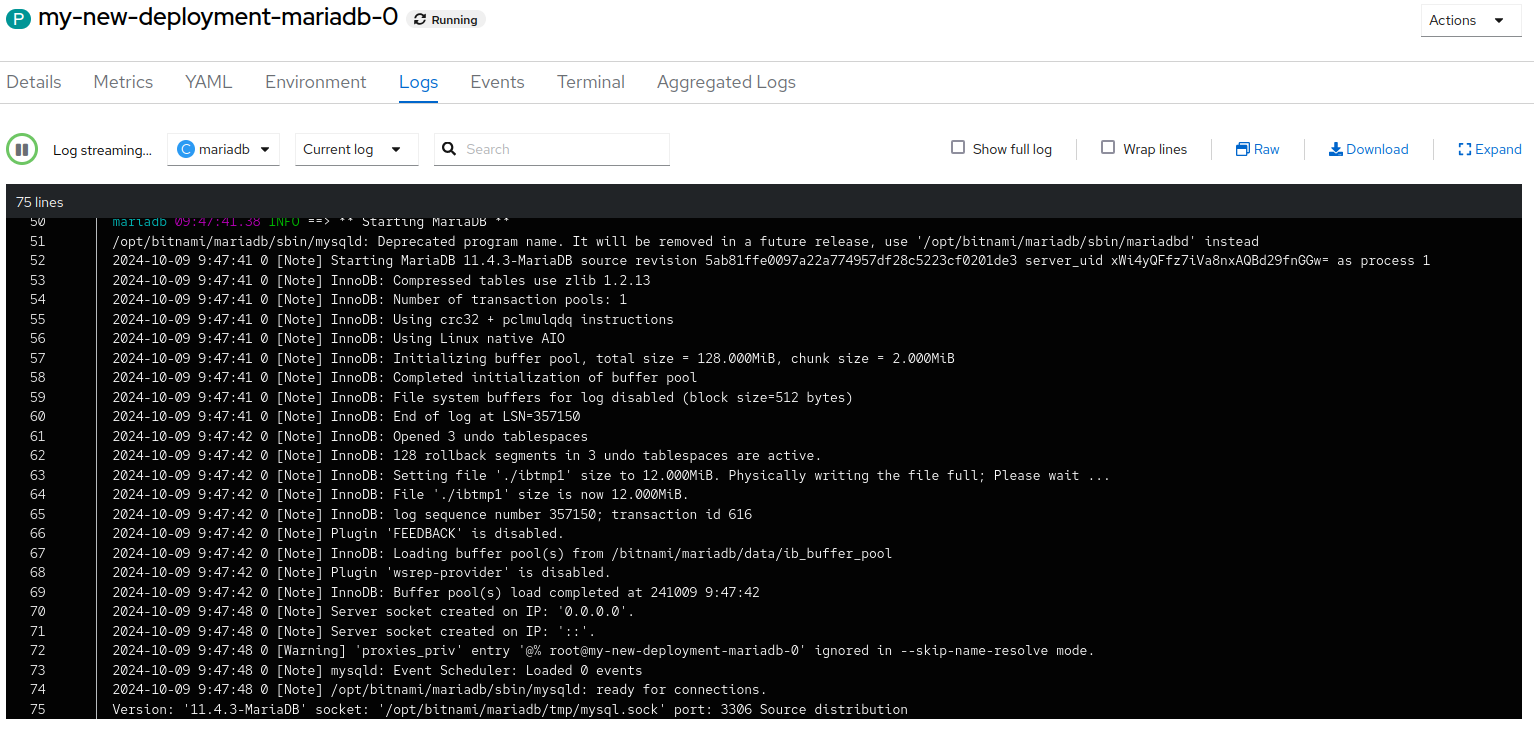 P my-new-deployment-mariadb-0 Running
Actions
Details Metrics YAML Environment Logs Events Terminal Aggregated Logs
Log streaming... C mariadb Current log Search Show full log Wrap lines Raw Download Expand
75 lines
50 mariadb 09:47:41.38 INFO ==> ** Starting MariaDB **
51 /opt/bitnami/mariadb/sbin/mysqld: Deprecated program name. It will be removed in a future release, use '/opt/bitnami/mariadb/sbin/mariadbd' instead
52 2024-10-09 9:47:41 0 [Note] Starting MariaDB 11.4.3-MariaDB source revision 5ab81ffe0097a22a774957df28c5223cf0201de3 server_uid xWi4yQFfz7iVa8nxAQBd29fnGGw= as process 1
53 2024-10-09 9:47:41 0 [Note] InnoDB: Compressed tables use zlib 1.2.13
54 2024-10-09 9:47:41 0 [Note] InnoDB: Number of transaction pools: 1
55 2024-10-09 9:47:41 0 [Note] InnoDB: Using crc32 + pclmulqdq instructions
56 2024-10-09 9:47:41 0 [Note] InnoDB: Using Linux native AIO
57 2024-10-09 9:47:41 0 [Note] InnoDB: Initializing buffer pool, total size = 128.000MiB, chunk size = 2.000MiB
58 2024-10-09 9:47:41 0 [Note] InnoDB: Completed initialization of buffer pool
59 2024-10-09 9:47:41 0 [Note] InnoDB: File system buffers for log disabled (block size=512 bytes)
60 2024-10-09 9:47:41 0 [Note] InnoDB: End of log at LSN=357150
61 2024-10-09 9:47:42 0 [Note] InnoDB: Opened 3 undo tablespaces
62 2024-10-09 9:47:42 0 [Note] InnoDB: 128 rollback segments in 3 undo tablespaces are active.
63 2024-10-09 9:47:42 0 [Note] InnoDB: Setting file './ibtmp1' size to 12.000MiB. Physically writing the file full; Please wait ...
64 2024-10-09 9:47:42 0 [Note] InnoDB: File './ibtmp1' size is now 12.000MiB.
65 2024-10-09 9:47:42 0 [Note] InnoDB: log sequence number 357150; transaction id 616
66 2024-10-09 9:47:42 0 [Note] Plugin 'FEEDBACK' is disabled.
67 2024-10-09 9:47:42 0 [Note] InnoDB: Loading buffer pool(s) from /bitnami/mariadb/data/ib_buffer_pool
68 2024-10-09 9:47:42 0 [Note] Plugin 'wsrep-provider' is disabled.
69 2024-10-09 9:47:42 0 [Note] InnoDB: Buffer pool(s) load completed at 241009 9:47:42
70 2024-10-09 9:47:48 0 [Note] Server socket created on IP: '0.0.0.0'.
71 2024-10-09 9:47:48 0 [Note] Server socket created on IP: '::'.
72 2024-10-09 9:47:48 0 [Warning] 'proxies_priv' entry '@% root@my-new-deployment-mariadb-0' ignored in --skip-name-resolve mode.
73 2024-10-09 9:47:48 0 [Note] mysqld: Event Scheduler: Loaded 0 events
74 2024-10-09 9:47:48 0 [Note] /opt/bitnami/mariadb/sbin/mysqld: ready for connections.
75 Version: '11.4.3-MariaDB' socket: '/opt/bitnami/mariadb/tmp/mysql.sock' port: 3306 Source distribution